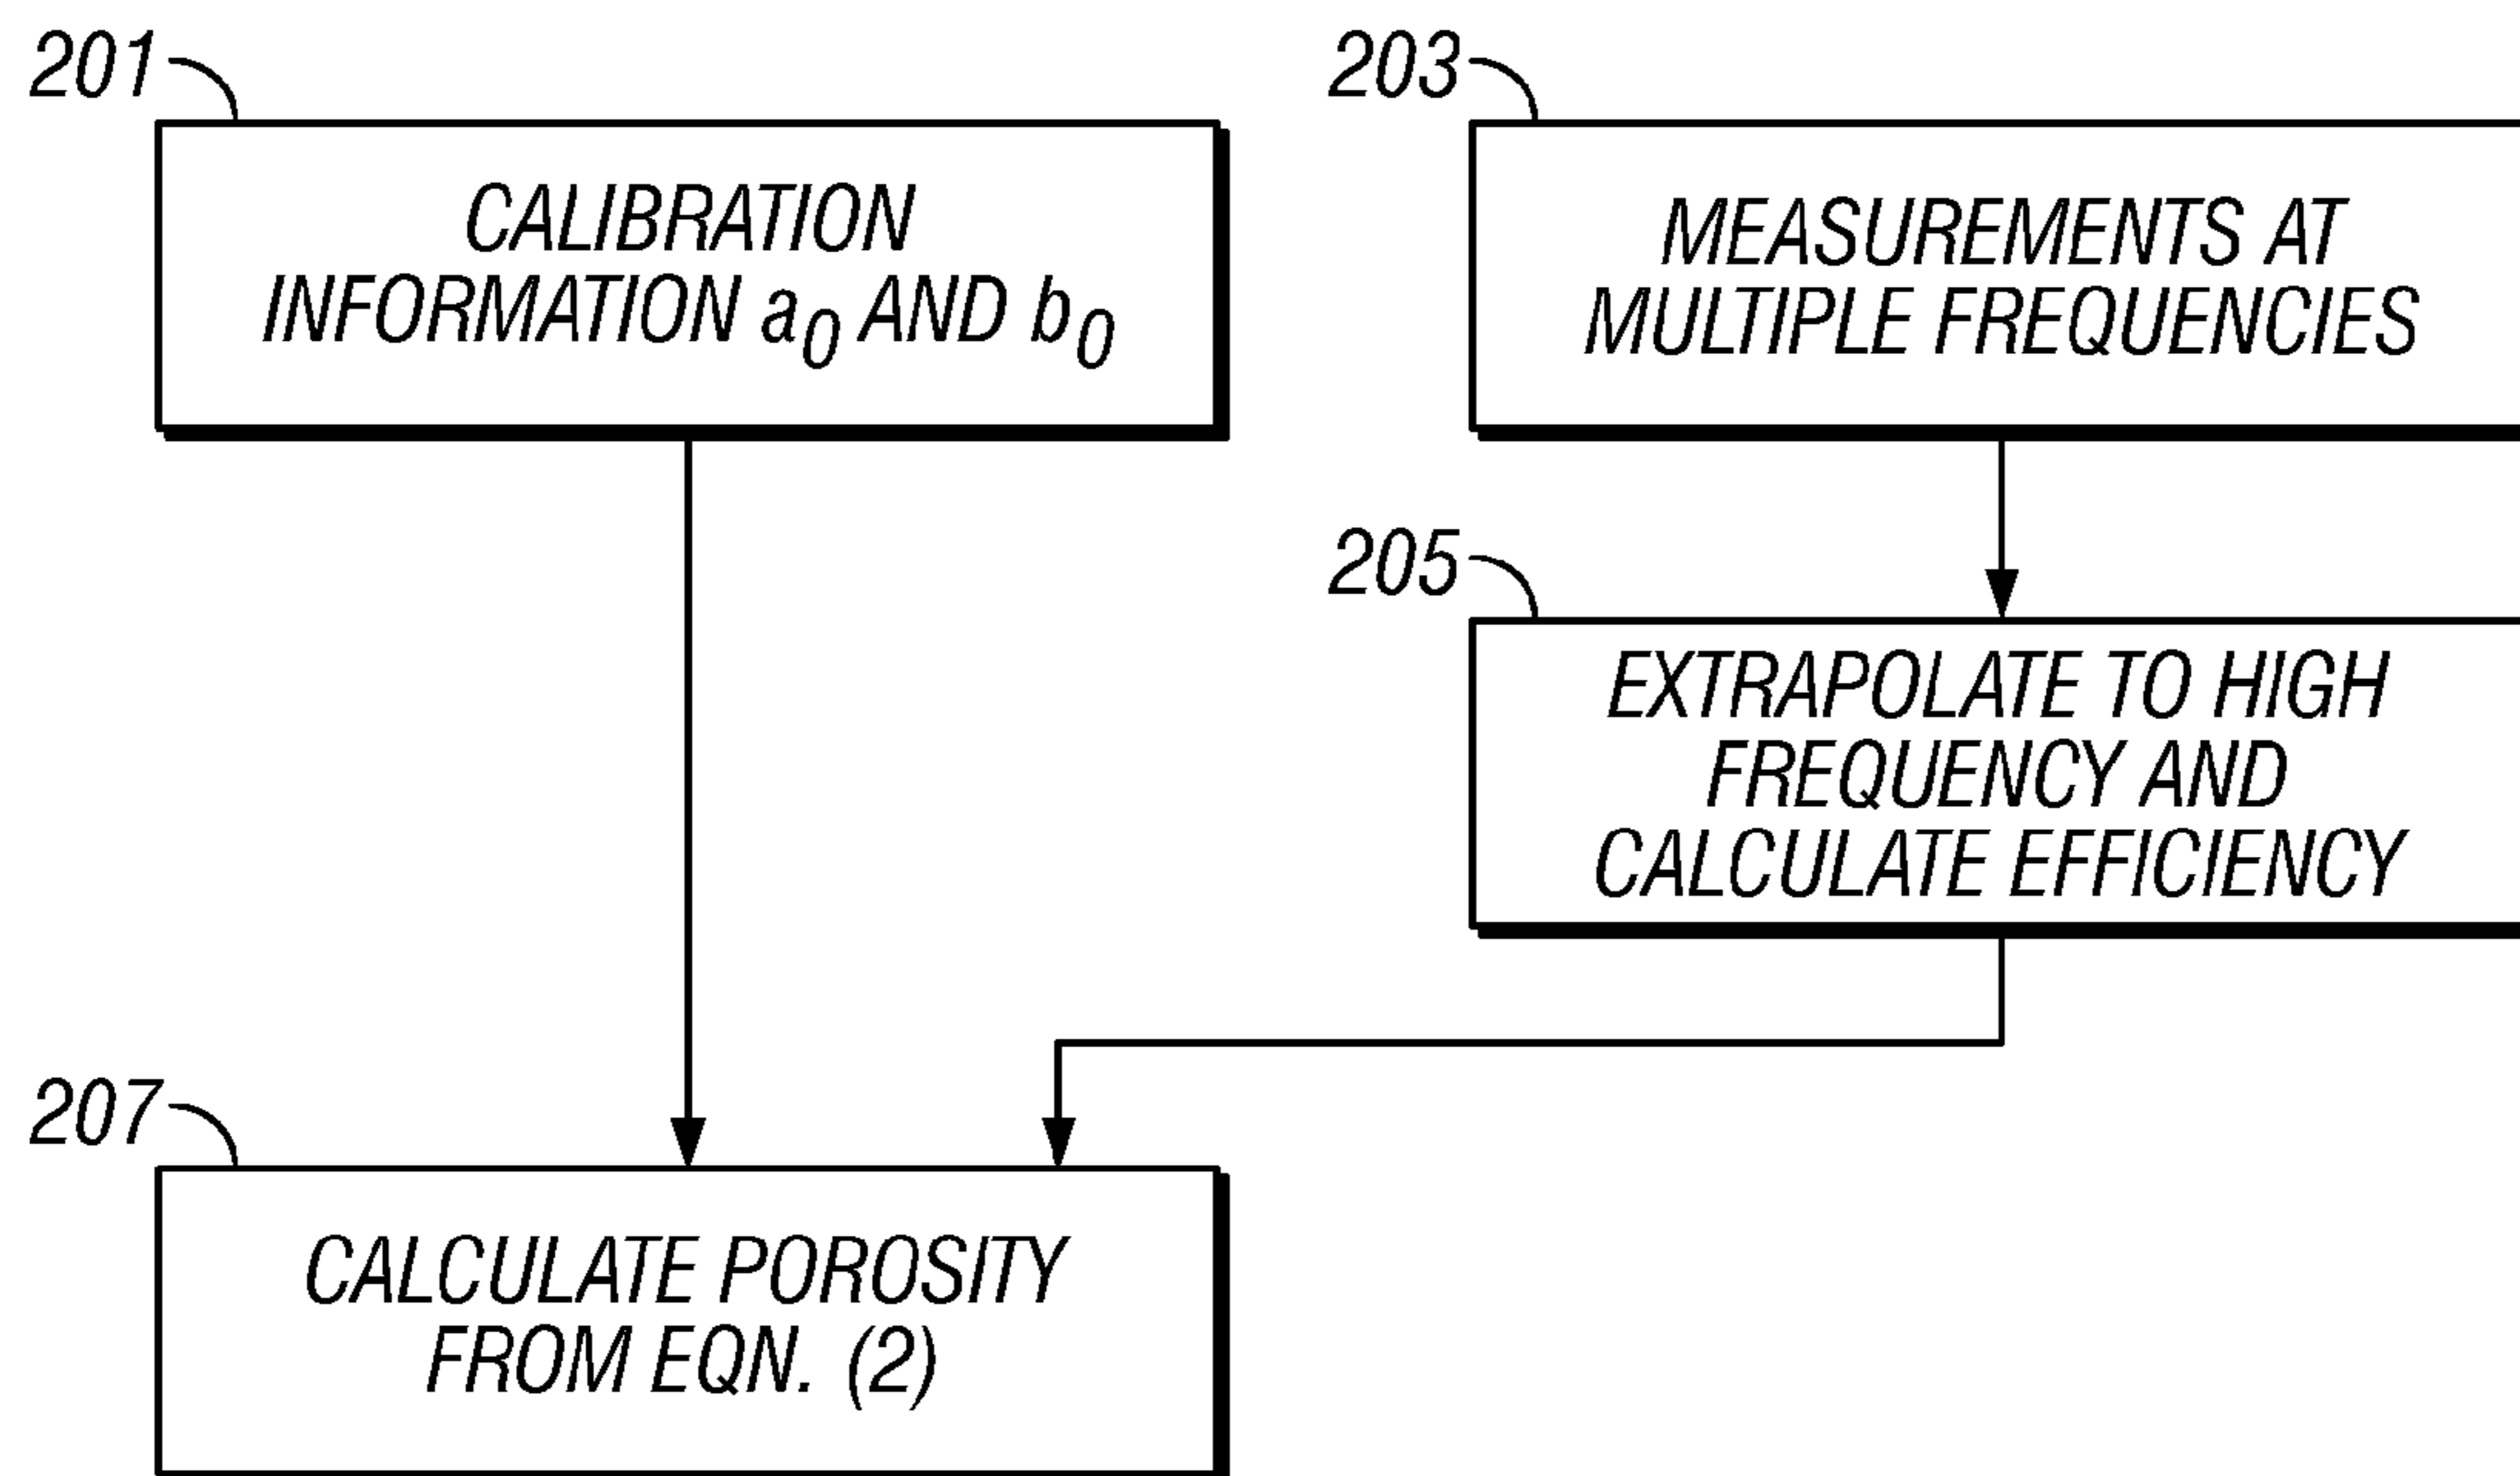 201
CALIBRATION
INFORMATION a0 AND b0
203
MEASUREMENTS AT
MULTIPLE FREQUENCIES
205
EXTRAPOLATE TO HIGH
FREQUENCY AND
CALCULATE EFFICIENCY
207
CALCULATE POROSITY
FROM EQN. (2)